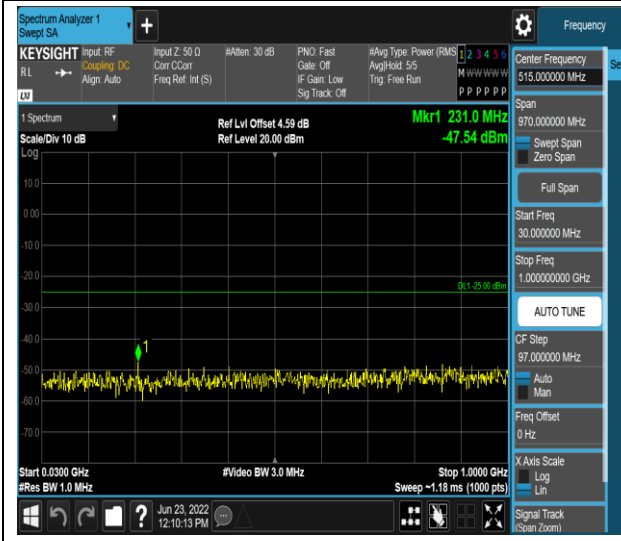 Spectrum Analyzer 1
Swept SA
+
Frequency
KEYSIGHT
RL
LXI
Input: RF
Coupling: DC
Align: Auto
Input Z: 50 Ω
Corr CCorr
Freq Ref: Int (S)
#Atten: 30 dB
PNO: Fast
Gate: Off
IF Gain: Low
Sig Track: Off
#Avg Type: Power (RMS
Avg|Hold: 5/5
Trig: Free Run
1 2 3 4 5 6
M W W W W W
P P P P P P
1 Spectrum
Scale/Div 10 dB
Log
Ref Lvl Offset 4.59 dB
Ref Level 20.00 dBm
Mkr1 231.0 MHz
-47.54 dBm
10.0
0.00
-10.0
-20.0
DL1 -25.00 dBm
-30.0
-40.0
1
-50.0
-60.0
-70.0
Start 0.0300 GHz
#Res BW 1.0 MHz
#Video BW 3.0 MHz
Stop 1.0000 GHz
Sweep ~1.18 ms (1000 pts)
?
Jun 23, 2022
12:10:13 PM
Center Frequency
515.000000 MHz
Se
Span
970.000000 MHz
Swept Span
Zero Span
Full Span
Start Freq
30.000000 MHz
Stop Freq
1.000000000 GHz
AUTO TUNE
CF Step
97.000000 MHz
Auto
Man
Freq Offset
0 Hz
X Axis Scale
Log
Lin
Signal Track
(Span Zoom)